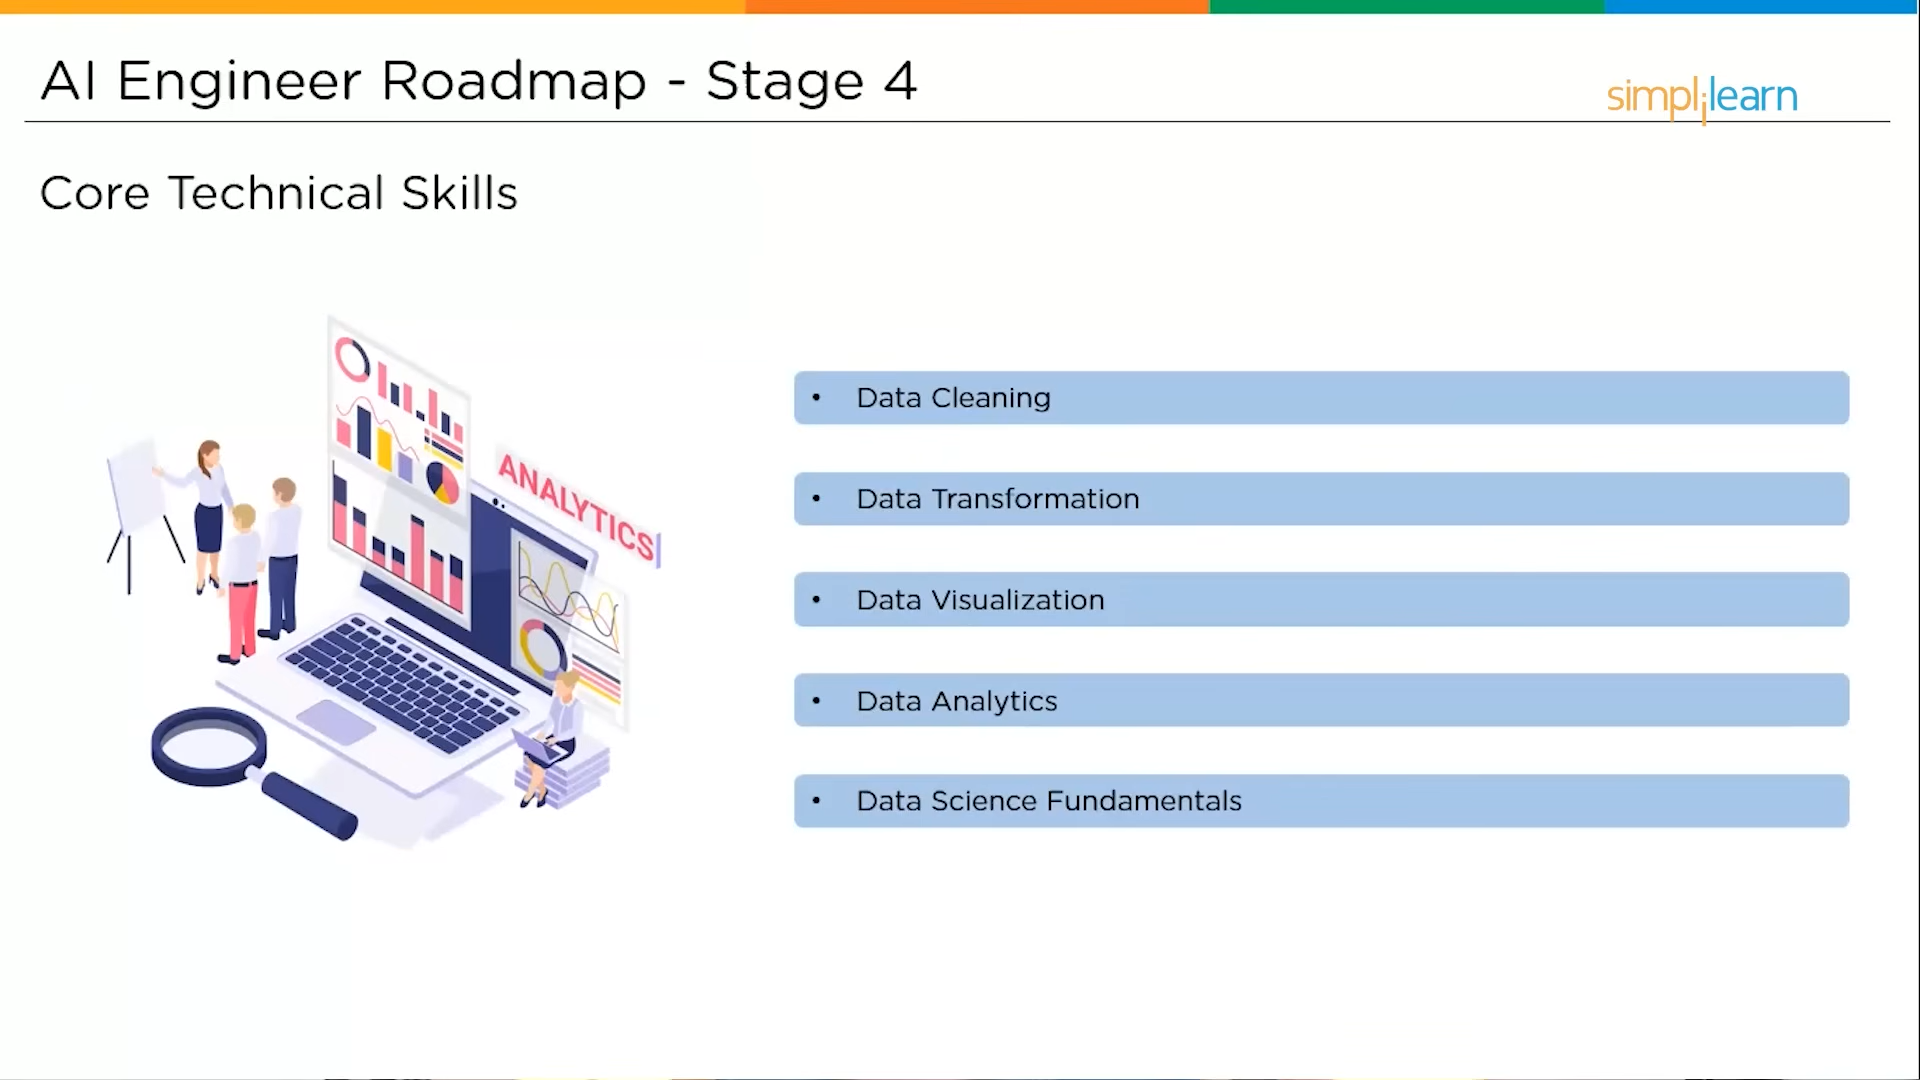 AI Engineer Roadmap - Stage 4
simplilearn
Core Technical Skills
ANALYTICS
• Data Cleaning
• Data Transformation
• Data Visualization
• Data Analytics
• Data Science Fundamentals